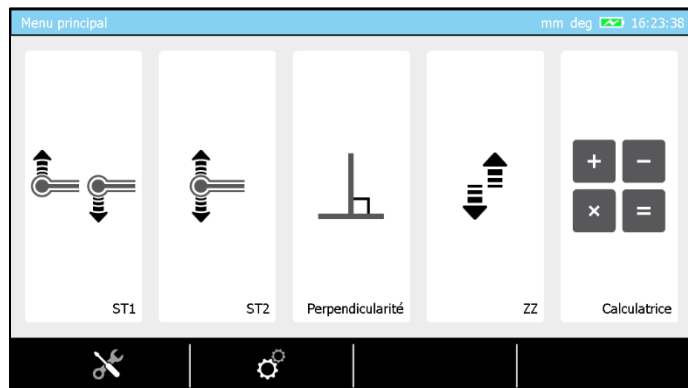 Menu principal mm deg 16:23:38
+ −
× =
ST1 ST2 Perpendicularité ZZ Calculatrice